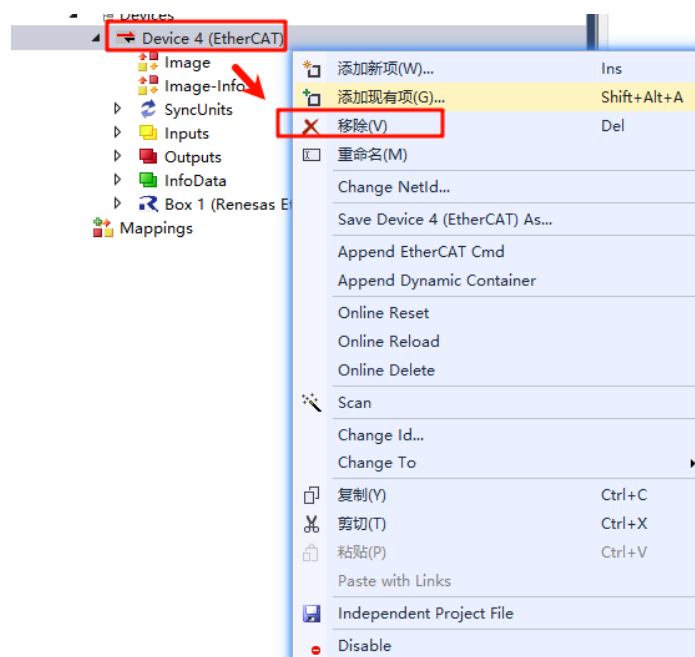 Devices
Device 4 (EtherCAT)
Image
Image-Info
SyncUnits
Inputs
Outputs
InfoData
Box 1 (Renesas E
Mappings
添加新项(W)... Ins
添加现有项(G)... Shift+Alt+A
移除(V) Del
重命名(M)
Change NetId...
Save Device 4 (EtherCAT) As...
Append EtherCAT Cmd
Append Dynamic Container
Online Reset
Online Reload
Online Delete
Scan
Change Id...
Change To
复制(Y) Ctrl+C
剪切(T) Ctrl+X
粘贴(P) Ctrl+V
Paste with Links
Independent Project File
Disable